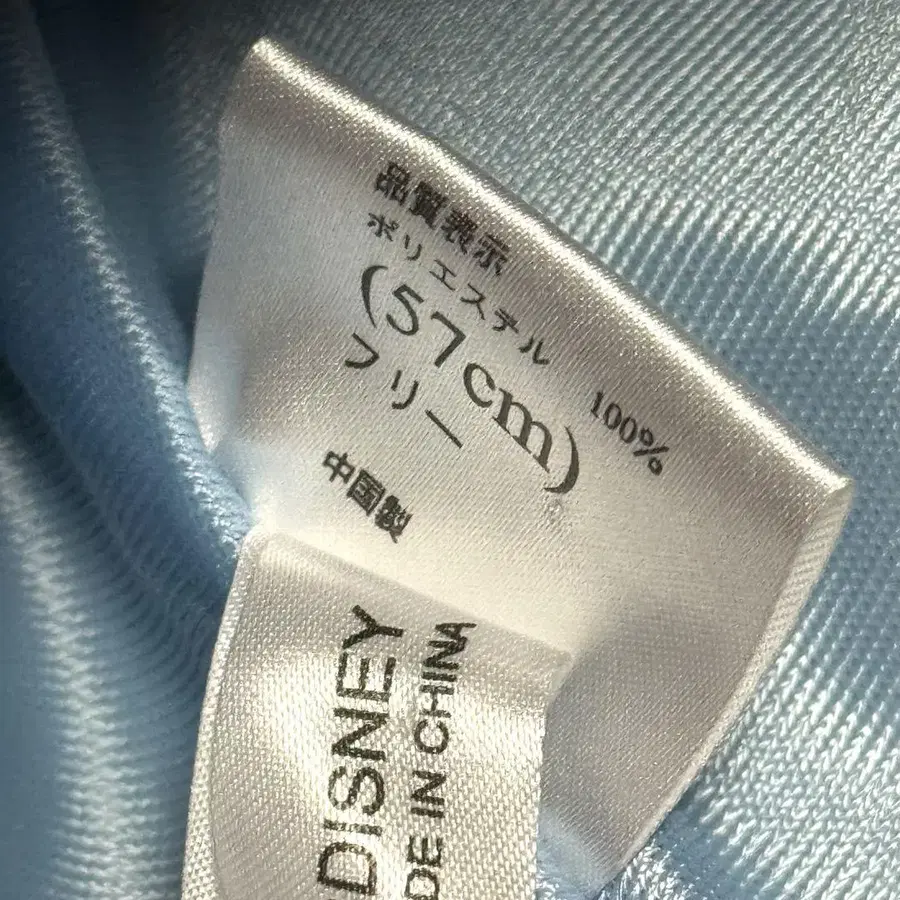 品質表示
ポリエステル 100%
(57cm)
フリー
中国製
DISNEY
DE IN CHINA